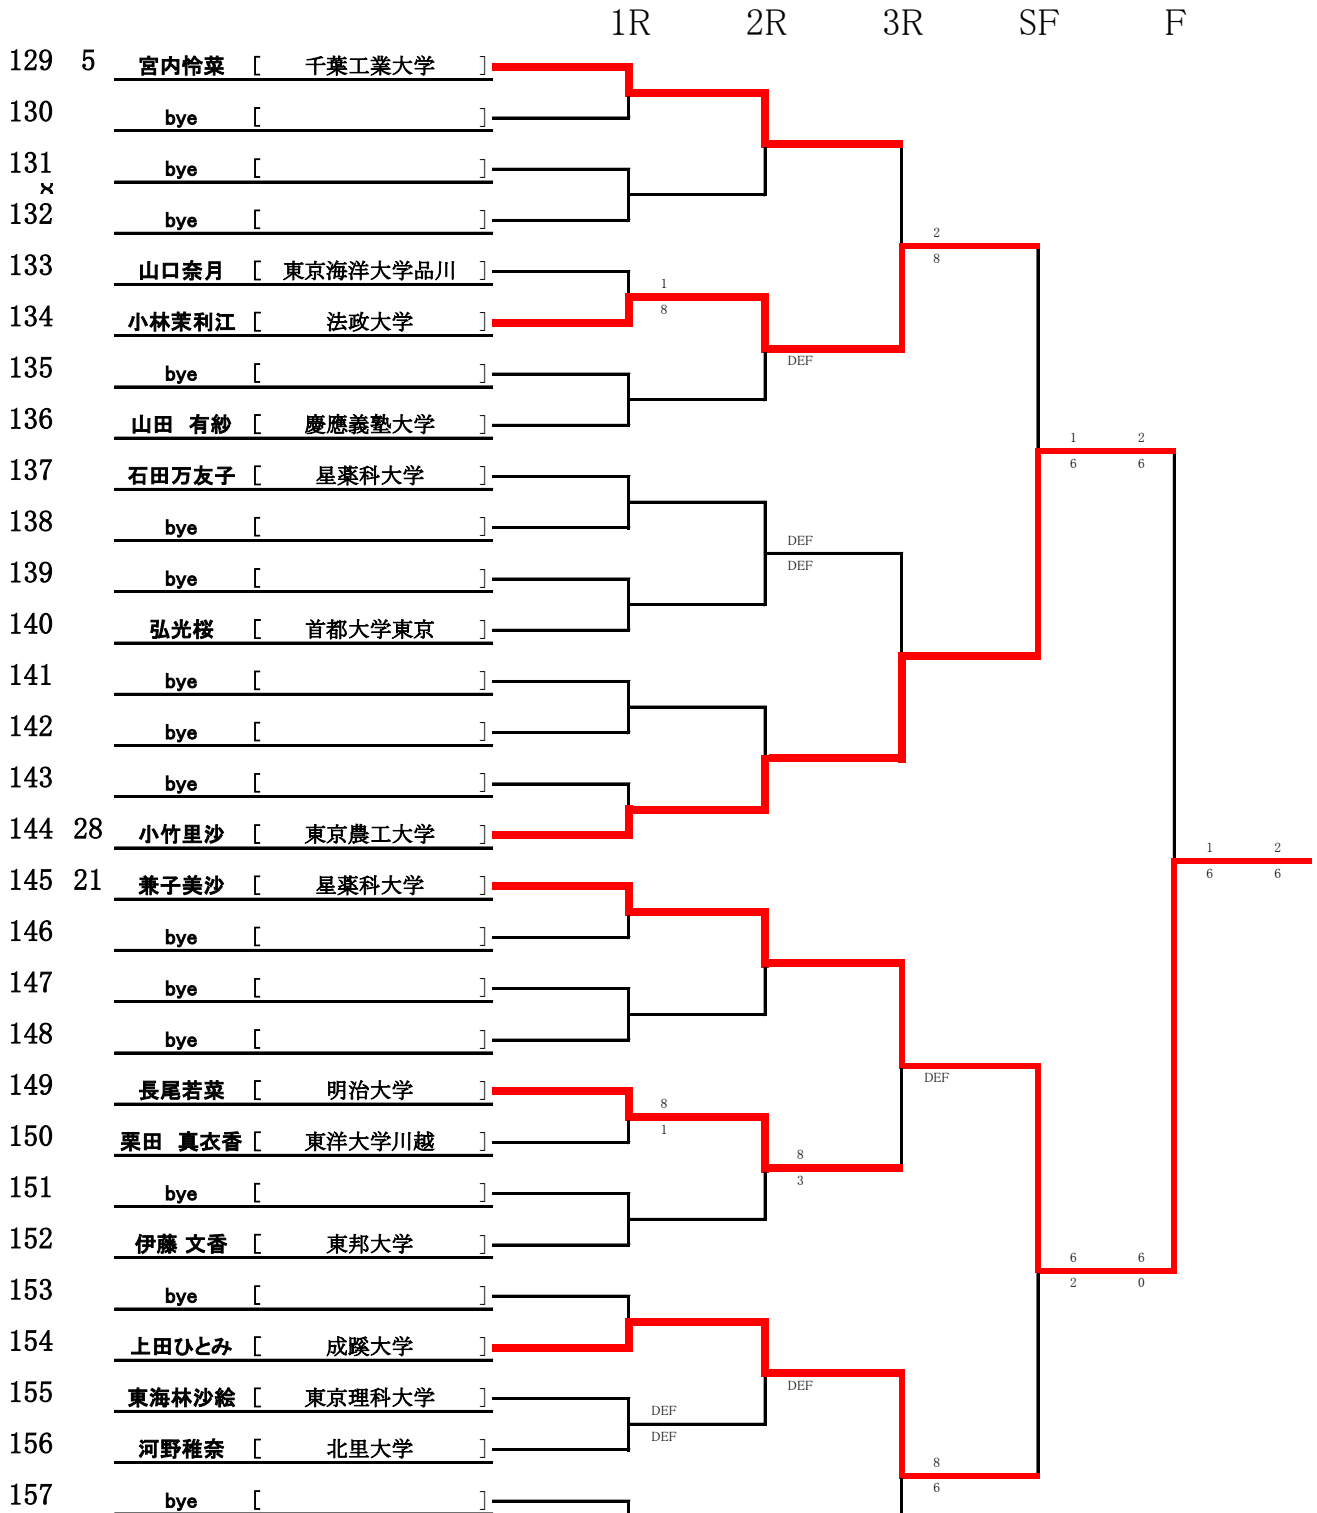 1R 2R 3R SF F
129 5 宮内怜菜 [ 千葉工業大学 ]
130 bye [ ]
131 bye [ ]
132 bye [ ]
2
133 山口奈月 [ 東京海洋大学品川 ]
8
1
134 小林茉利江 [ 法政大学 ]
8
DEF
135 bye [ ]
136 山田 有紗 [ 慶應義塾大学 ]
1 2
137 石田万友子 [ 星薬科大学 ]
6 6
138 bye [ ]
DEF
DEF
139 bye [ ]
140 弘光桜 [ 首都大学東京 ]
141 bye [ ]
142 bye [ ]
143 bye [ ]
144 28 小竹里沙 [ 東京農工大学 ]
1 2
6 6
145 21 兼子美沙 [ 星薬科大学 ]
146 bye [ ]
147 bye [ ]
148 bye [ ]
DEF
149 長尾若菜 [ 明治大学 ]
8
1
150 栗田 真衣香 [ 東洋大学川越 ]
8
3
151 bye [ ]
152 伊藤 文香 [ 東邦大学 ]
6 6
2 0
153 bye [ ]
154 上田ひとみ [ 成蹊大学 ]
DEF
155 東海林沙絵 [ 東京理科大学 ]
DEF
DEF
156 河野稚奈 [ 北里大学 ]
8
6
157 bye [ ]